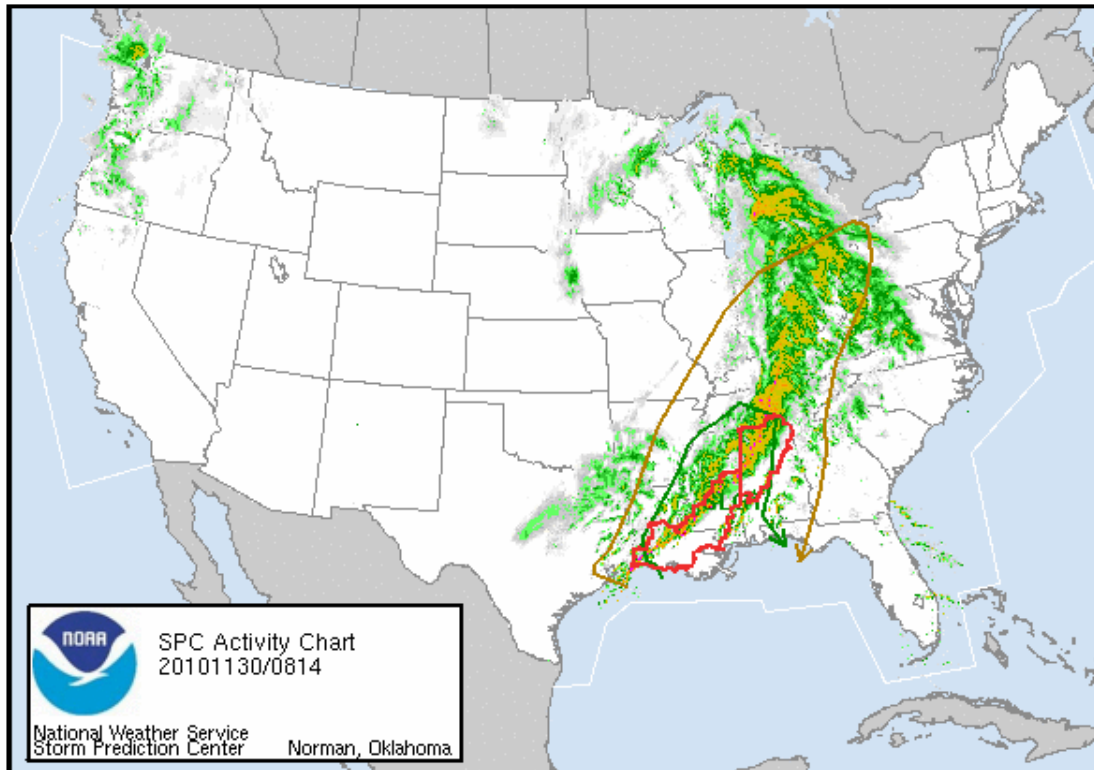 NOAA
SPC Activity Chart
20101130/0814
National Weather Service
Storm Prediction Center
Norman, Oklahoma